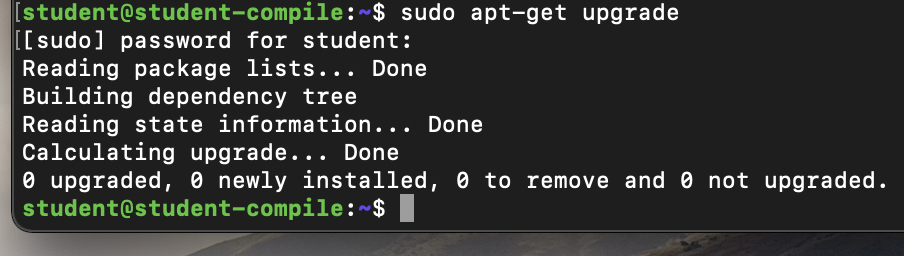 [student@student-compile:~$ sudo apt-get upgrade
[[sudo] password for student:
Reading package lists... Done
Building dependency tree
Reading state information... Done
Calculating upgrade... Done
0 upgraded, 0 newly installed, 0 to remove and 0 not upgraded.
student@student-compile:~$